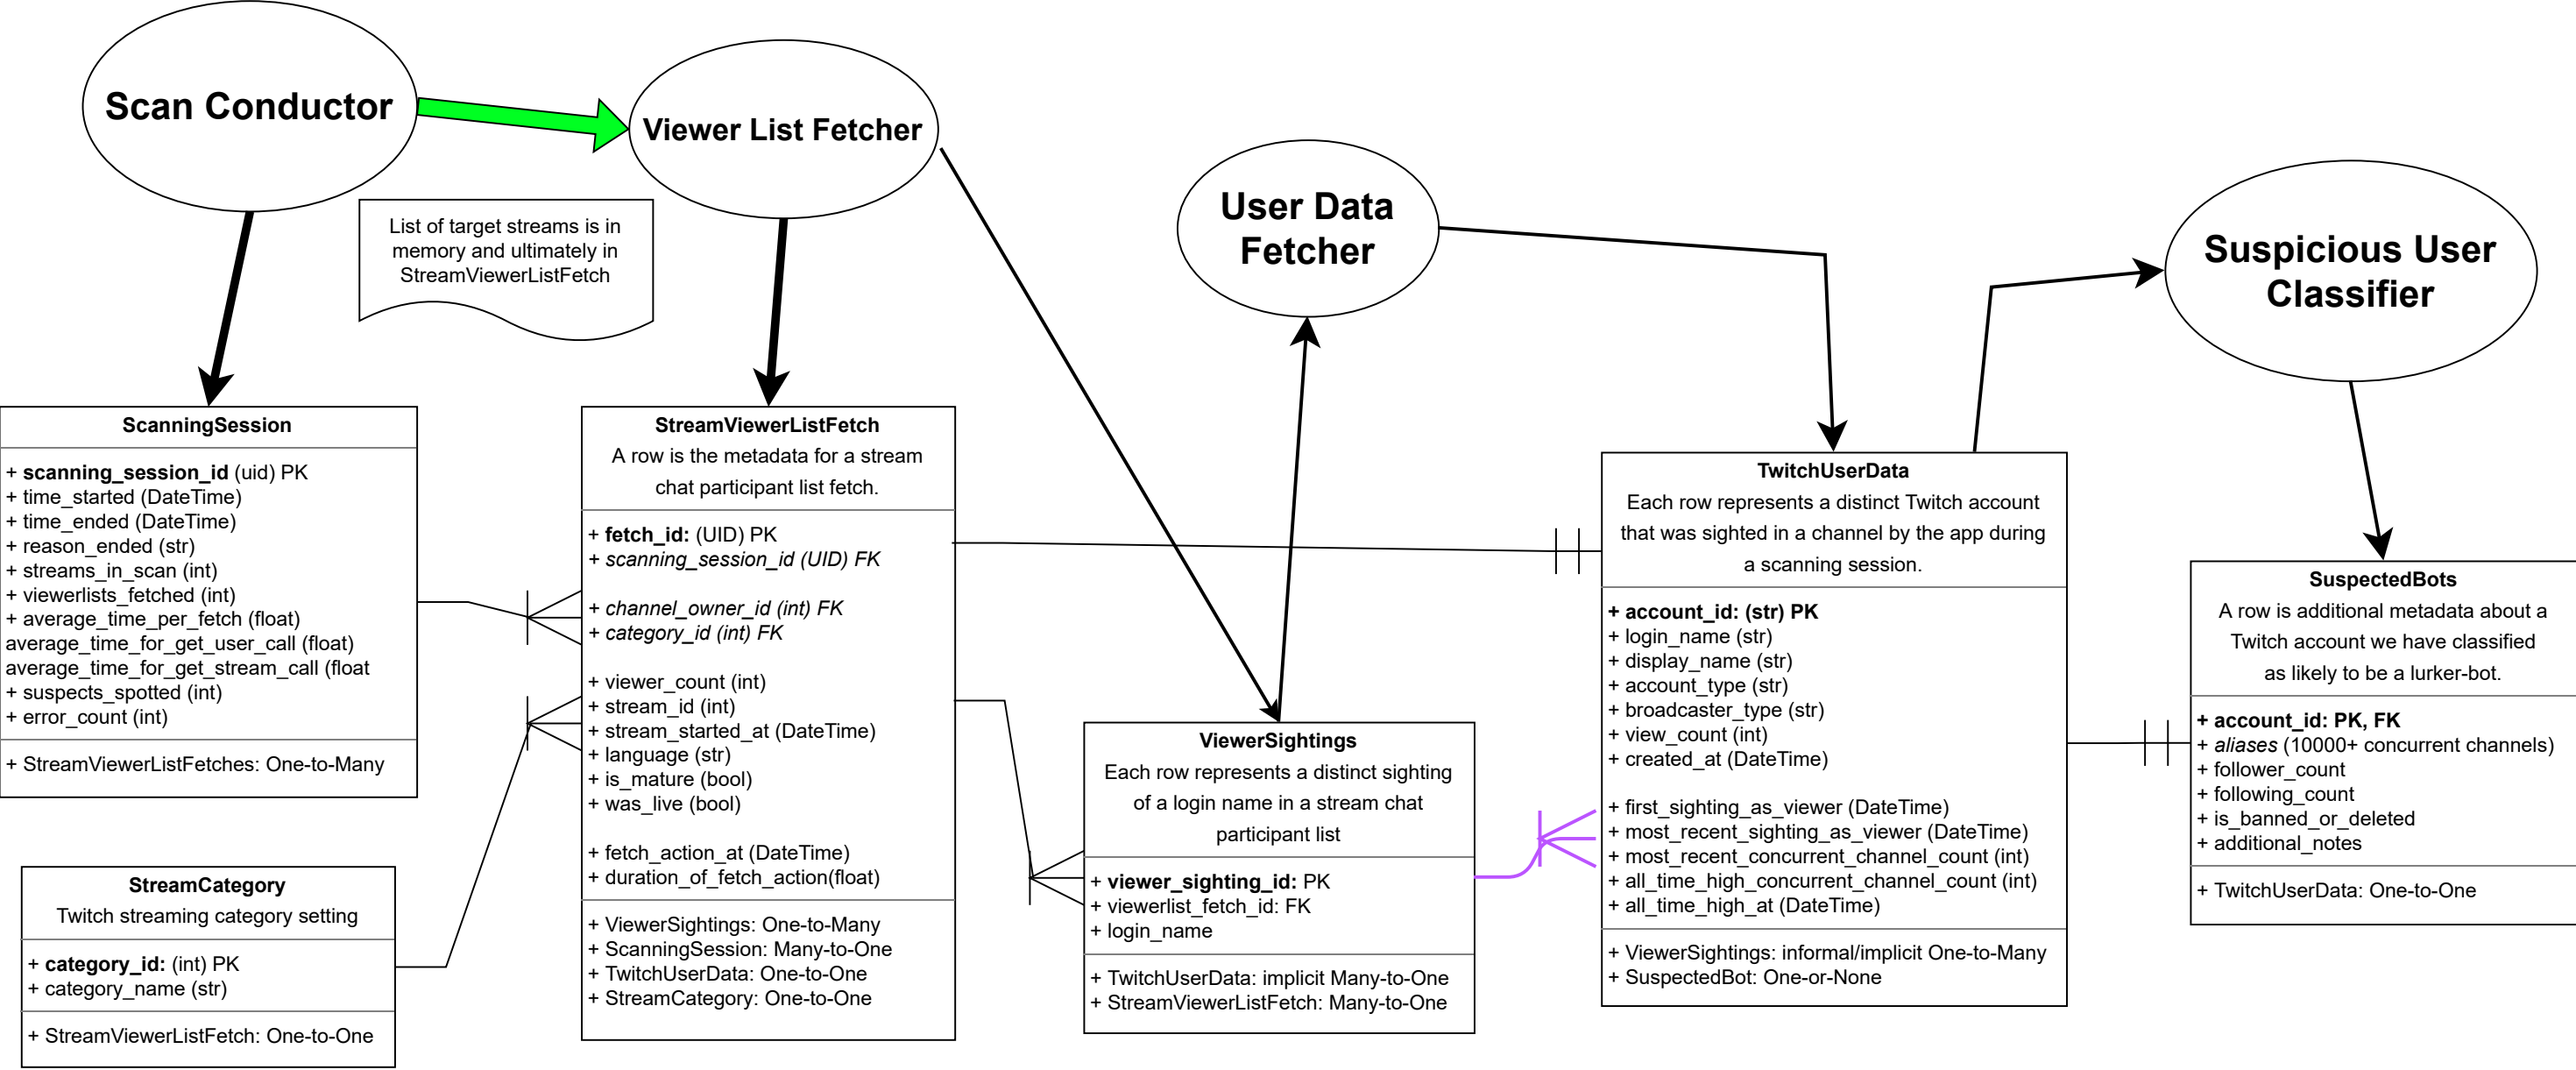 Scan Conductor
Viewer List Fetcher
User Data
Fetcher
Suspicious User
Classifier
List of target streams is in
memory and ultimately in
StreamViewerListFetch
ScanningSession
+ scanning_session_id (uid) PK
+ time_started (DateTime)
+ time_ended (DateTime)
+ reason_ended (str)
+ streams_in_scan (int)
+ viewerlists_fetched (int)
+ average_time_per_fetch (float)
average_time_for_get_user_call (float)
average_time_for_get_stream_call (float
+ suspects_spotted (int)
+ error_count (int)
+ StreamViewerListFetches: One-to-Many
StreamCategory
Twitch streaming category setting
+ category_id: (int) PK
+ category_name (str)
+ StreamViewerListFetch: One-to-One
StreamViewerListFetch
A row is the metadata for a stream
chat participant list fetch.
+ fetch_id: (UID) PK
+ scanning_session_id (UID) FK
+ channel_owner_id (int) FK
+ category_id (int) FK
+ viewer_count (int)
+ stream_id (int)
+ stream_started_at (DateTime)
+ language (str)
+ is_mature (bool)
+ was_live (bool)
+ fetch_action_at (DateTime)
+ duration_of_fetch_action(float)
+ ViewerSightings: One-to-Many
+ ScanningSession: Many-to-One
+ TwitchUserData: One-to-One
+ StreamCategory: One-to-One
ViewerSightings
Each row represents a distinct sighting
of a login name in a stream chat
participant list
+ viewer_sighting_id: PK
+ viewerlist_fetch_id: FK
+ login_name
+ TwitchUserData: implicit Many-to-One
+ StreamViewerListFetch: Many-to-One
TwitchUserData
Each row represents a distinct Twitch account
that was sighted in a channel by the app during
a scanning session.
+ account_id: (str) PK
+ login_name (str)
+ display_name (str)
+ account_type (str)
+ broadcaster_type (str)
+ view_count (int)
+ created_at (DateTime)
+ first_sighting_as_viewer (DateTime)
+ most_recent_sighting_as_viewer (DateTime)
+ most_recent_concurrent_channel_count (int)
+ all_time_high_concurrent_channel_count (int)
+ all_time_high_at (DateTime)
+ ViewerSightings: informal/implicit One-to-Many
+ SuspectedBot: One-or-None
SuspectedBots
A row is additional metadata about a
Twitch account we have classified
as likely to be a lurker-bot.
+ account_id: PK, FK
+ aliases (10000+ concurrent channels)
+ follower_count
+ following_count
+ is_banned_or_deleted
+ additional_notes
+ TwitchUserData: One-to-One